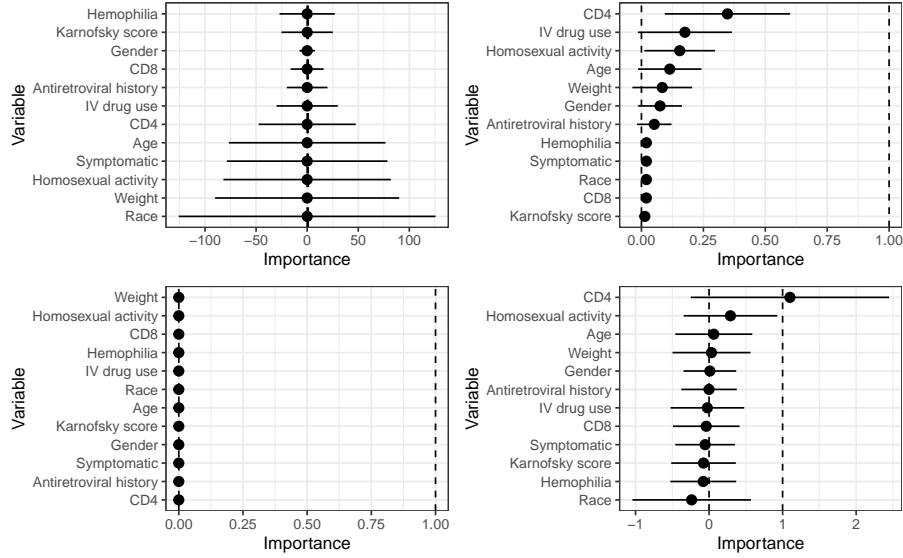 Variable
Hemophilia
Karnofsky score
Gender
CD8
Antiretroviral history
IV drug use
CD4
Age
Symptomatic
Homosexual activity
Weight
Race
−100 −50 0 50 100
Importance
Variable
CD4
IV drug use
Homosexual activity
Age
Weight
Gender
Antiretroviral history
Hemophilia
Symptomatic
Race
CD8
Karnofsky score
0.00 0.25 0.50 0.75 1.00
Importance
Variable
Weight
Homosexual activity
CD8
Hemophilia
IV drug use
Race
Age
Karnofsky score
Gender
Symptomatic
Antiretroviral history
CD4
0.00 0.25 0.50 0.75 1.00
Importance
Variable
CD4
Homosexual activity
Age
Weight
Gender
Antiretroviral history
IV drug use
CD8
Symptomatic
Karnofsky score
Hemophilia
Race
−1 0 1 2
Importance